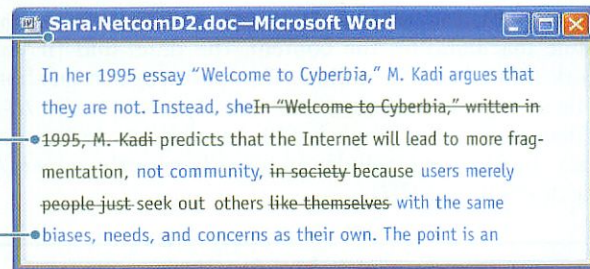 Sara.NetcomD2.doc—Microsoft Word
In her 1995 essay “Welcome to Cyberbia,” M. Kadi argues that
they are not. Instead, sheIn “Welcome to Cyberbia,” written in
1995, M. Kadi predicts that the Internet will lead to more frag-
mentation, not community, in society because users merely
people just seek out others like themselves with the same
biases, needs, and concerns as their own. The point is an